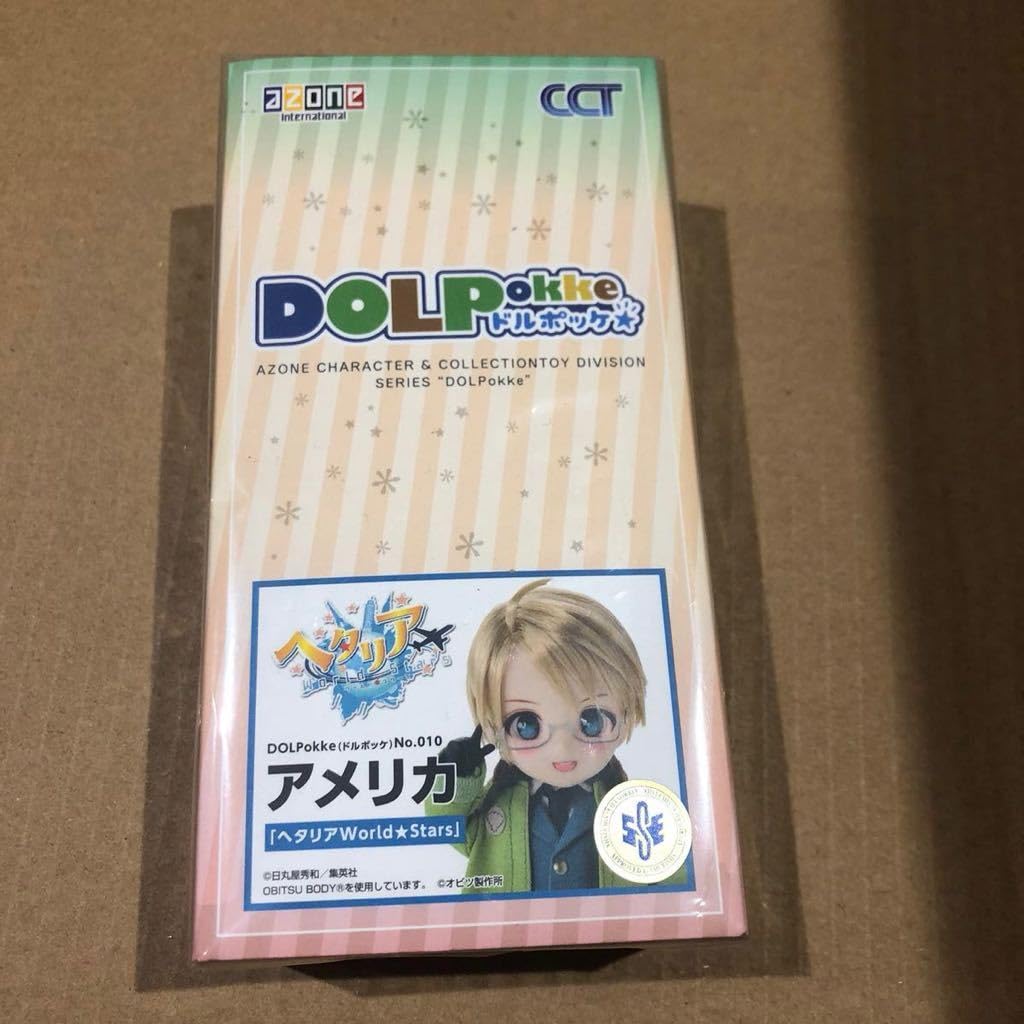 azone
International
CCT
DOLPokke
ドルポッケ★
AZONE CHARACTER & COLLECTIONTOY DIVISION
SERIES "DOLPokke"
ヘタリア
World★Stars
DOLPokke(ドルポッケ)No.010
アメリカ
「ヘタリアWorld★Stars」
©日丸屋秀和／集英社
OBITSU BODY®を使用しています。 ©オビツ製作所